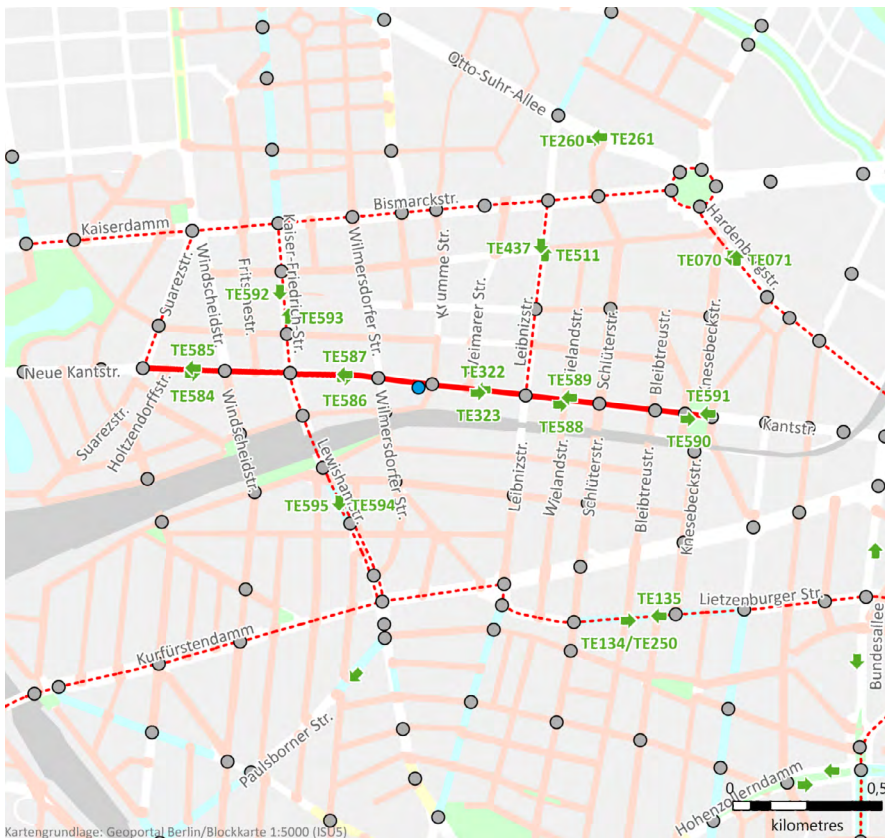 Otto-Suhr-Allee
TE260
TE261
Bismarckstr.
Kaiserdamm
Hardenbergstr.
Suarezstr.
Windscheidstr.
Fritschestr.
Kaiser-Friedrich-Str.
Wilmersdorfer Str.
Krumme Str.
Weimarer Str.
Leibnizstr.
TE437
TE511
TE070
TE071
TE592
TE593
Wielandstr.
Schlüterstr.
Bleibtreustr.
Knesebeckstr.
Neue Kantstr.
TE585
TE584
TE587
TE586
TE322
TE323
TE589
TE588
TE591
TE590
Kantstr.
Suarezstr.
Holtzendorffstr.
Windscheidstr.
Lewishamstr.
Wilmersdorfer Str.
Leibnizstr.
Wielandstr.
Schlüterstr.
Bleibtreustr.
Knesebeckstr.
TE595
TE594
TE135
Lietzenburger Str.
TE134/TE250
Kurfürstendamm
Bundesallee
Paulsborner Str.
Hohenzollerndamm
0
0,5
kilometres
Kartengrundlage: Geoportal Berlin/Blockkarte 1:5000 (ISU5)